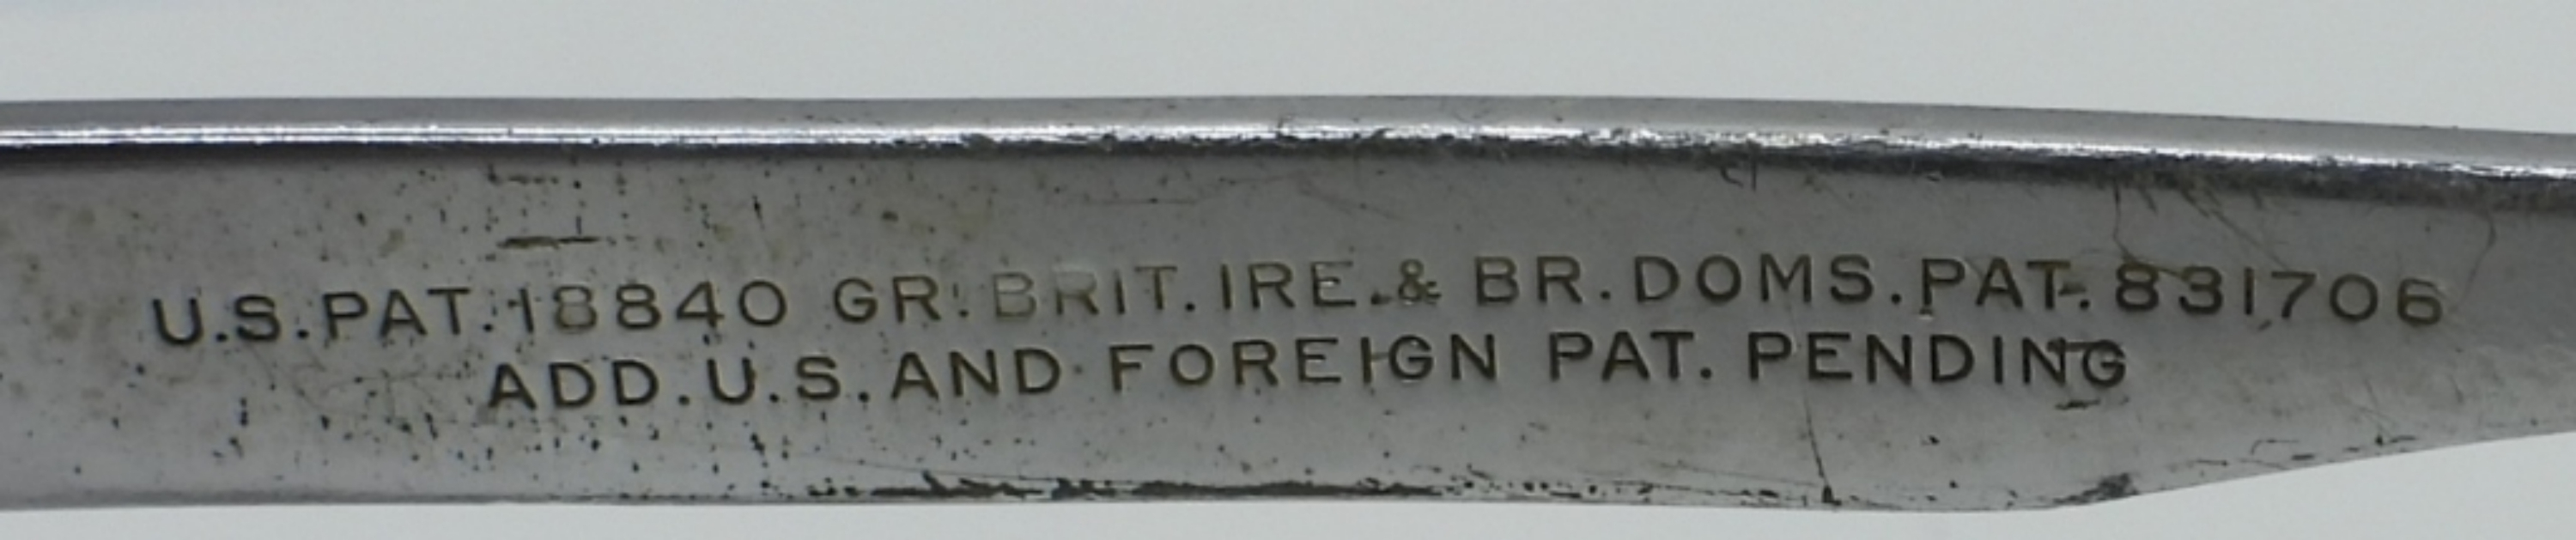 U.S.PAT.18840 GR.BRIT.IRE.& BR.DOMS.PAT.831706
ADD.U.S.AND FOREIGN PAT. PENDING